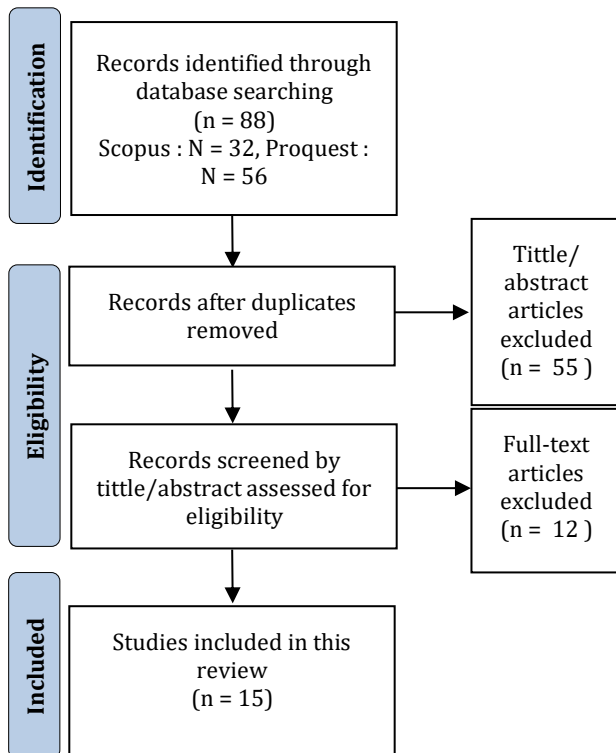 Identification
Records identified through
database searching
(n = 88)
Scopus : N = 32, Proquest :
N = 56
Eligibility
Records after duplicates
removed
Tittle/
abstract
articles
excluded
(n = 55 )
Records screened by
tittle/abstract assessed for
eligibility
Full-text
articles
excluded
(n = 12 )
Included
Studies included in this
review
(n = 15)